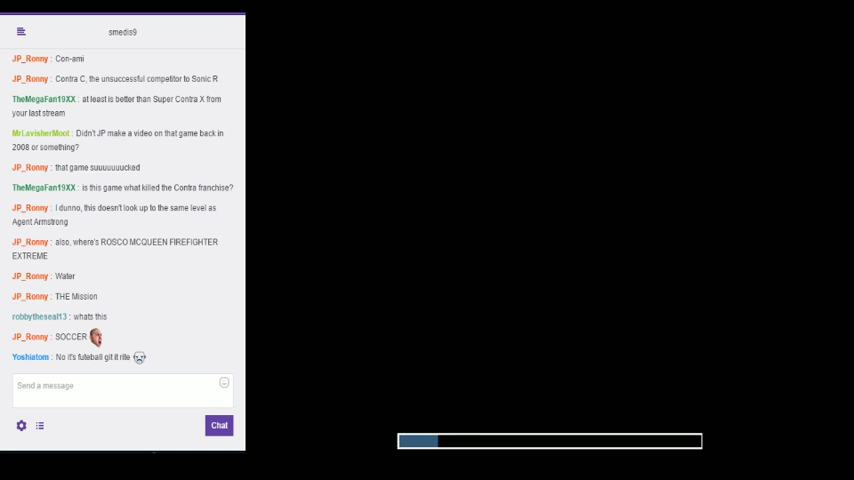 smedis9
JP_Ronny : Con-ami
JP_Ronny : Contra C, the unsuccessful competitor to Sonic R
TheMegaFan19XX : at least is better than Super Contra X from
your last stream
MrLavisherMoot : Didn't JP make a video on that game back in
2008 or something?
JP_Ronny : that game suuuuuuucked
TheMegaFan19XX : is this game what killed the Contra franchise?
JP_Ronny : I dunno, this doesn't look up to the same level as
Agent Armstrong
JP_Ronny : also, where's ROSCO MCQUEEN FIREFIGHTER
EXTREME
JP_Ronny : Water
JP_Ronny : THE Mission
robbytheseal13 : whats this
JP_Ronny : SOCCER
Yoshiatom : No it's futeball git it rite
Send a message
Chat